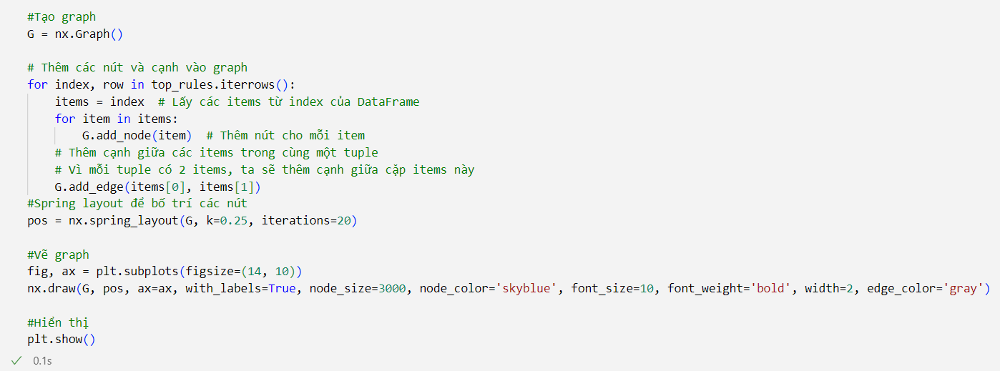 #Tạo graph
G = nx.Graph()
# Thêm các nút và cạnh vào graph
for index, row in top_rules.iterrows():
    items = index  # Lấy các items từ index của DataFrame
    for item in items:
        G.add_node(item)  # Thêm nút cho mỗi item
    # Thêm cạnh giữa các items trong cùng một tuple
    # Vì mỗi tuple có 2 items, ta sẽ thêm cạnh giữa cặp items này
    G.add_edge(items[0], items[1])
#Spring layout để bố trí các nút
pos = nx.spring_layout(G, k=0.25, iterations=20)
#Vẽ graph
fig, ax = plt.subplots(figsize=(14, 10))
nx.draw(G, pos, ax=ax, with_labels=True, node_size=3000, node_color='skyblue', font_size=10, font_weight='bold', width=2, edge_color='gray')
#Hiển thị
plt.show()
0.1s